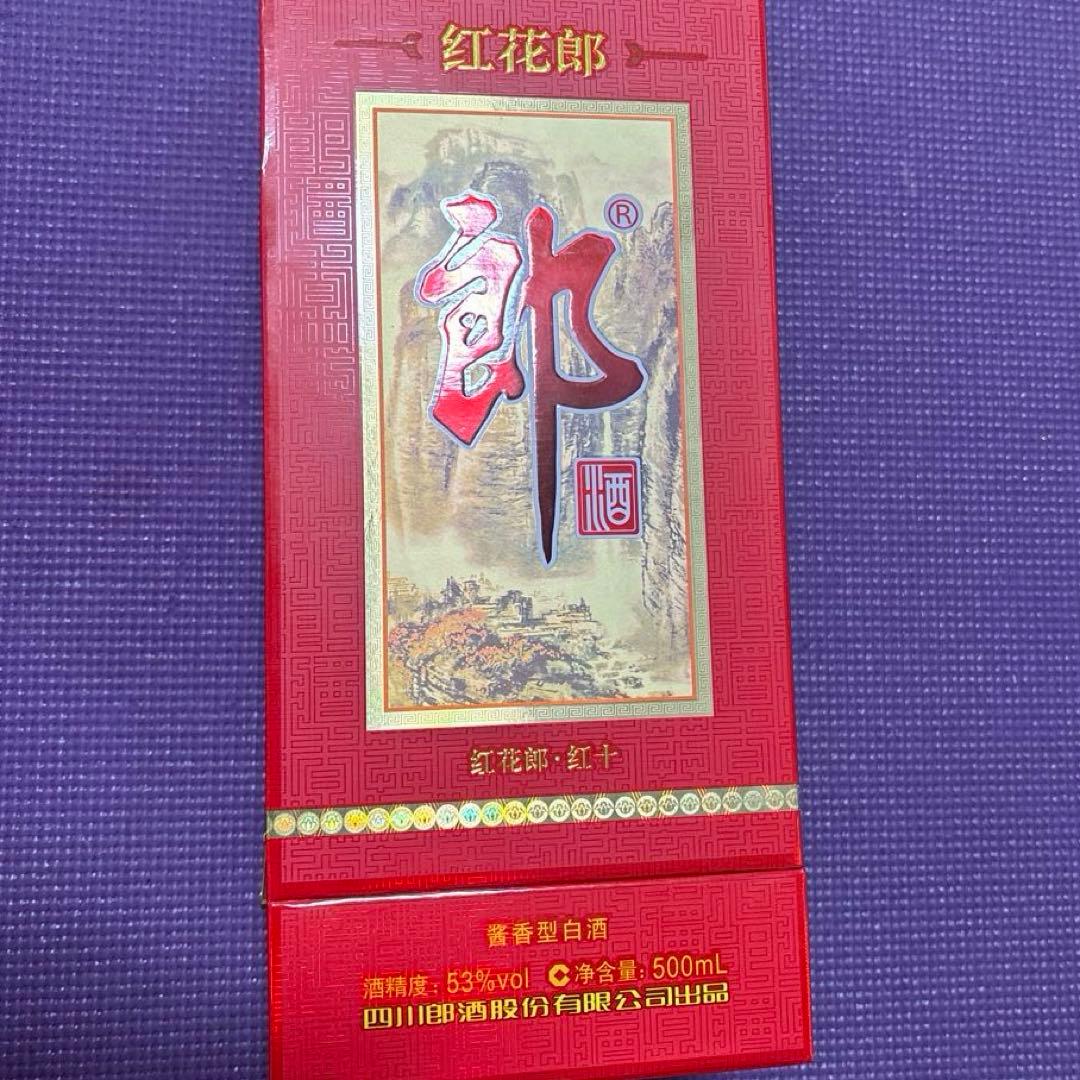 红花郎
郎®
酒
红花郎·红十
酱香型白酒
酒精度：53%vol 净含量：500mL
四川郎酒股份有限公司出品